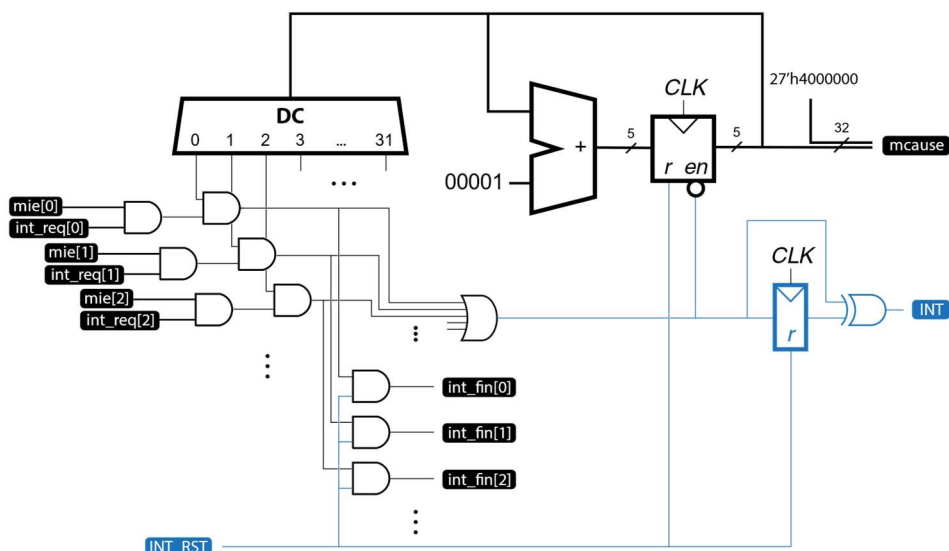 27'h4000000
CLK
DC
0 1 2 3 ... 31
5
5
32
mcause
+
r en
00001
...
mie[0]
int_req[0]
mie[1]
int_req[1]
CLK
mie[2]
int_req[2]
INT
r
int_fin[0]
int_fin[1]
int_fin[2]
INT_RST